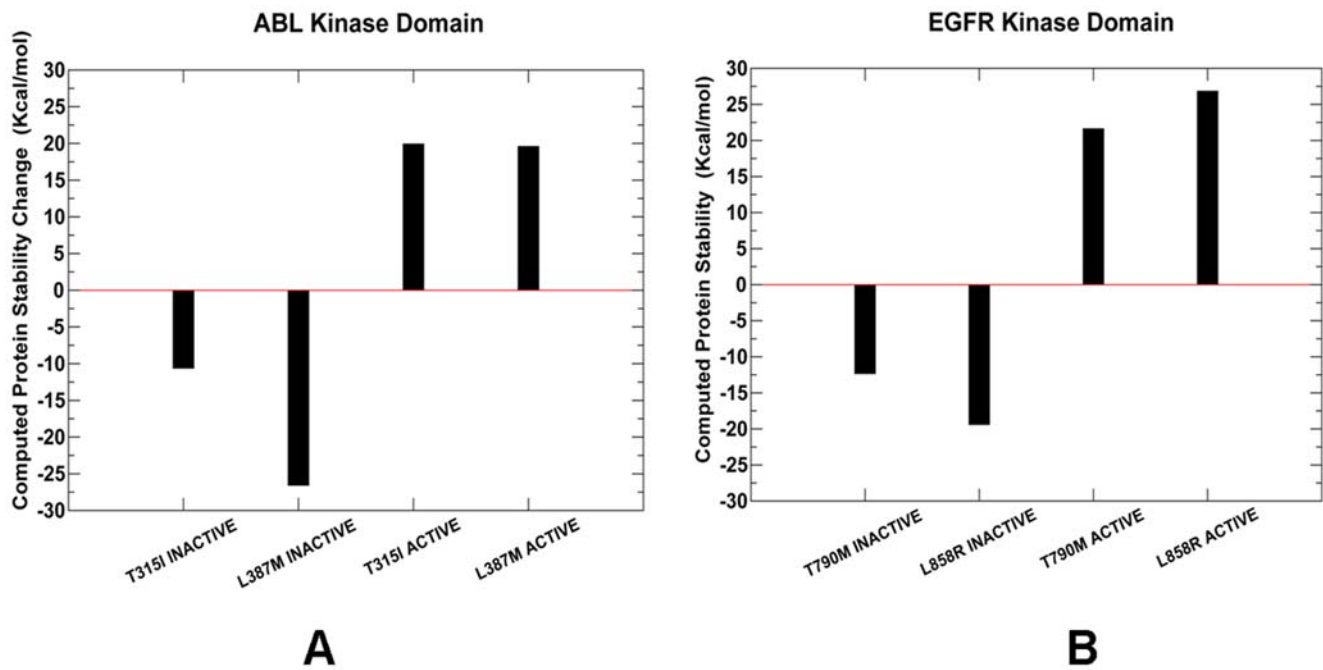 ABL Kinase Domain
Computed Protein Stability Change (Kcal/mol)
30
25
20
15
10
5
0
-5
-10
-15
-20
-25
-30
T315I INACTIVE
L387M INACTIVE
T315I ACTIVE
L387M ACTIVE
A
EGFR Kinase Domain
Computed Protein Stability (Kcal/mol)
30
25
20
15
10
5
0
-5
-10
-15
-20
-25
-30
T790M INACTIVE
L858R INACTIVE
T790M ACTIVE
L858R ACTIVE
B